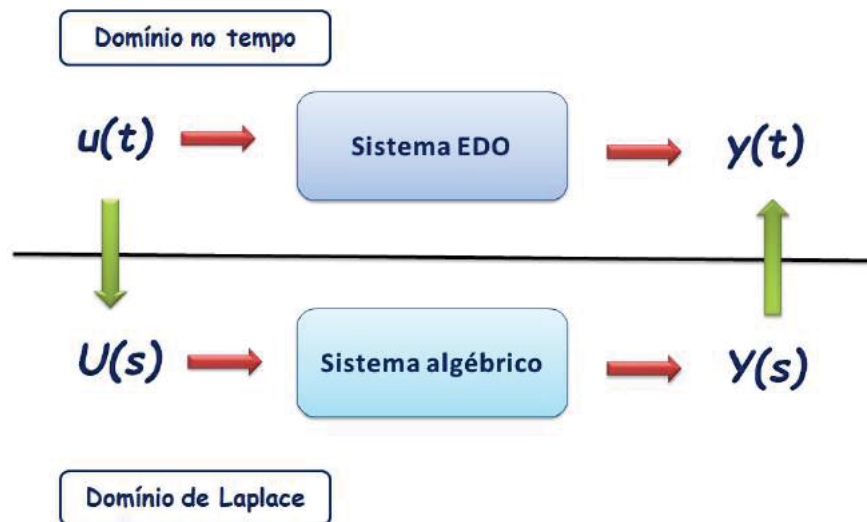 Domínio no tempo
u(t)
Sistema EDO
y(t)
U(s)
Sistema algébrico
Y(s)
Domínio de Laplace